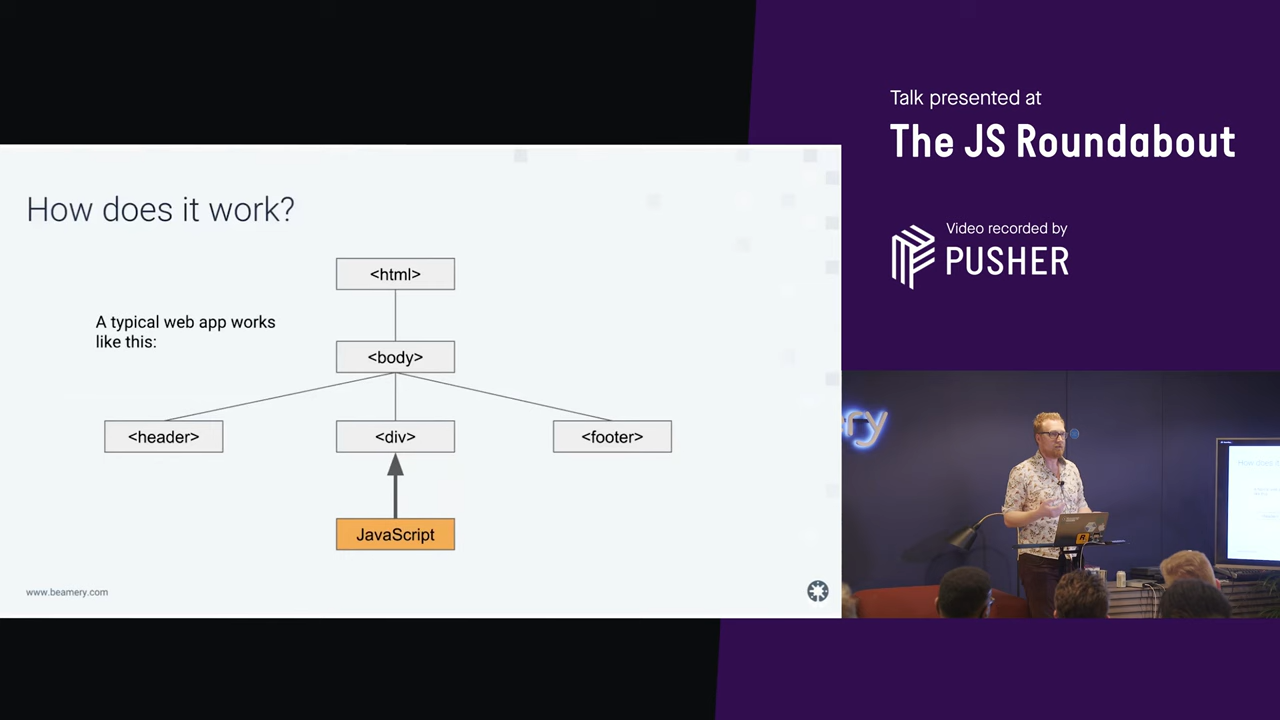 How does it work?
A typical web app works
like this:
<html>
<body>
<header>
<div>
<footer>
JavaScript
www.beamery.com
Talk presented at
The JS Roundabout
Video recorded by
PUSHER
ry